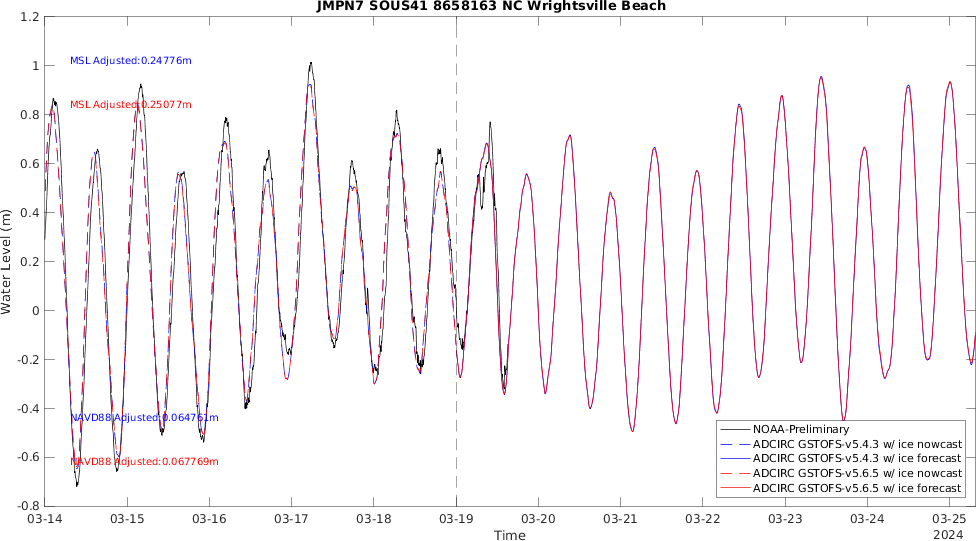 JMPN7 SOUS41 8658163 NC Wrightsville Beach
1.2
1
0.8
0.6
0.4
0.2
0
-0.2
-0.4
-0.6
-0.8
Water Level (m)
MSL Adjusted:0.24776m
MSL Adjusted:0.25077m
NAVD88 Adjusted:0.064761m
NAVD88 Adjusted:0.067769m
NOAA-Preliminary
ADCIRC GSTOFS-v5.4.3 w/ ice nowcast
ADCIRC GSTOFS-v5.4.3 w/ ice forecast
ADCIRC GSTOFS-v5.6.5 w/ ice nowcast
ADCIRC GSTOFS-v5.6.5 w/ ice forecast
03-14 03-15 03-16 03-17 03-18 03-19 03-20 03-21 03-22 03-23 03-24 03-25
Time 2024